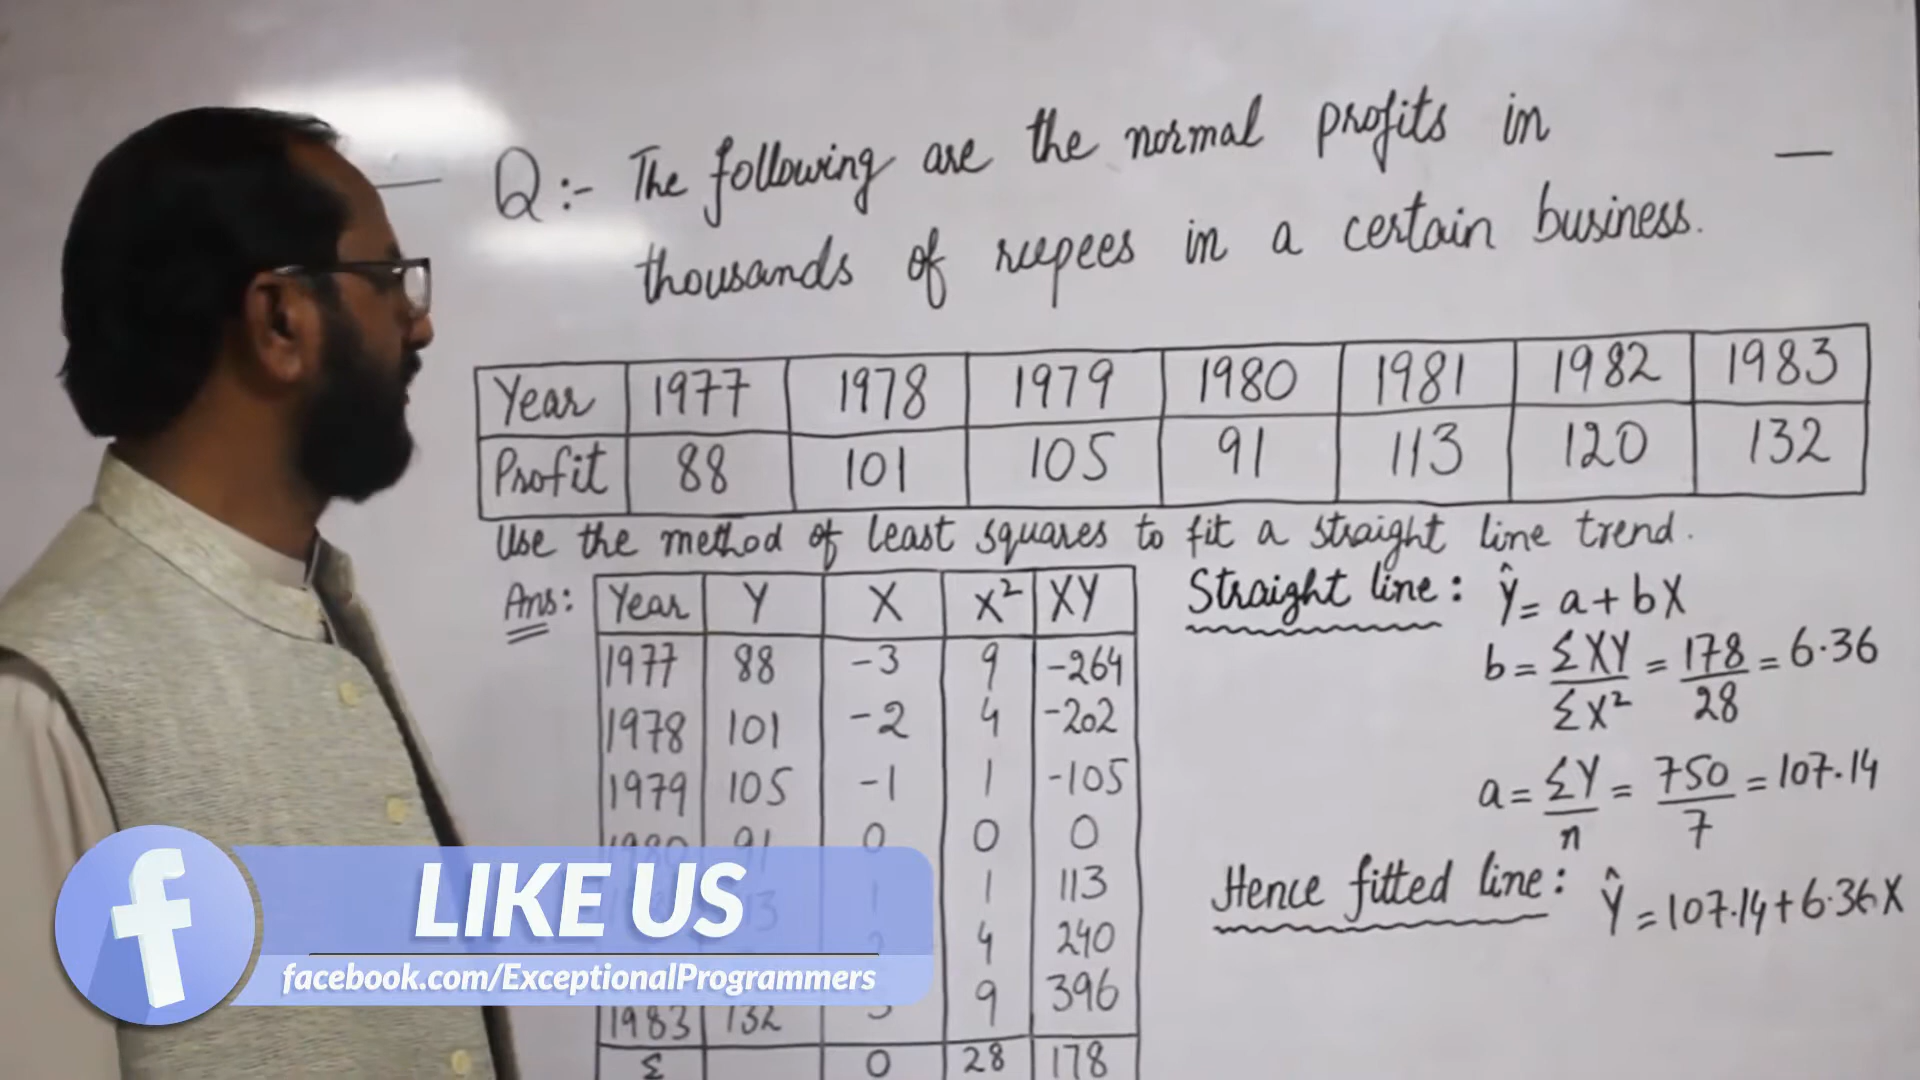 Q:- The following are the normal profits in
thousands of rupees in a certain business.
Year 1977 1978 1979 1980 1981 1982 1983
Profit 88 101 105 91 113 120 132
Use the method of least squares to fit a straight line trend.
Ans:
Year Y X X² XY
1977 88 -3 9 -264
1978 101 -2 4 -202
1979 105 -1 1 -105
1980 91 0 0 0
13 1 1 113
4 240
9 396
1983 132
Σ 0 28 178
Straight line: Ŷ = a + bX
b = ΣXY / ΣX² = 178 / 28 = 6.36
a = ΣY / n = 750 / 7 = 107.14
Hence fitted line: Ŷ = 107.14 + 6.36X
f
LIKE US
facebook.com/ExceptionalProgrammers